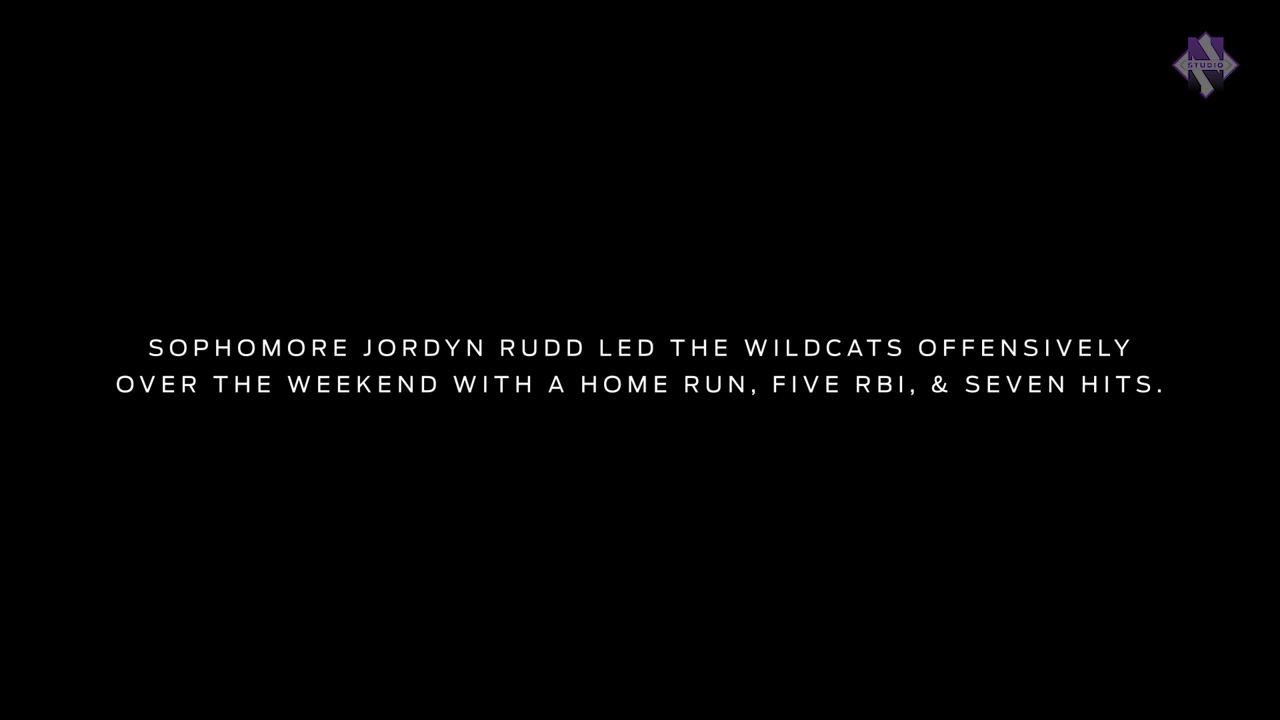 STUDIO
SOPHOMORE JORDYN RUDD LED THE WILDCATS OFFENSIVELY
OVER THE WEEKEND WITH A HOME RUN, FIVE RBI, & SEVEN HITS.